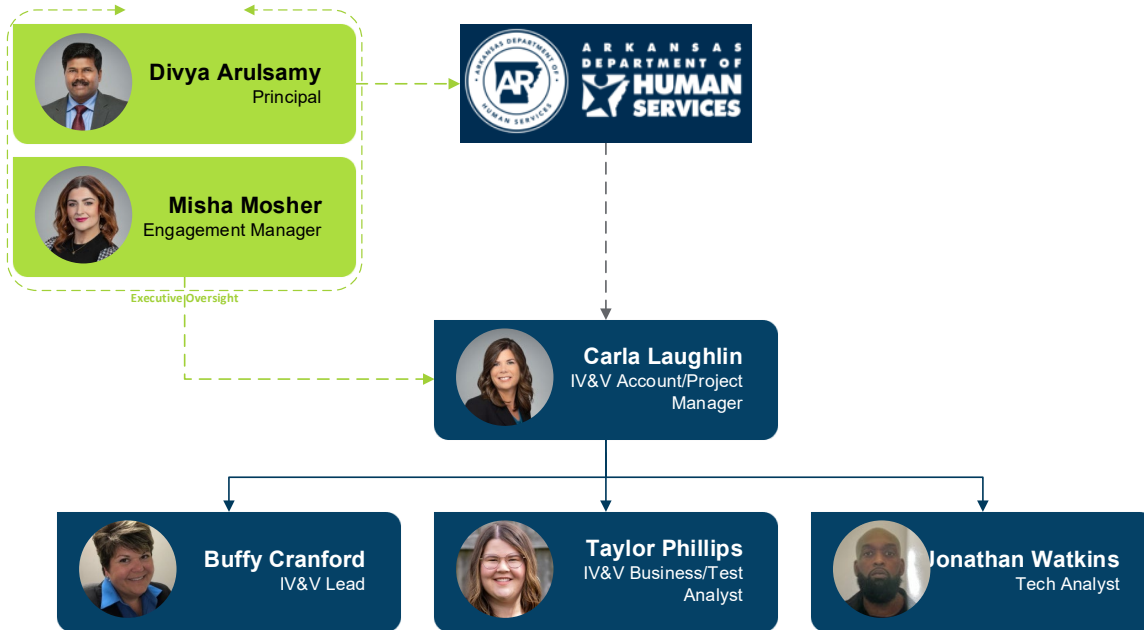 Divya Arulsamy
Principal
ARKANSAS DEPARTMENT OF
AR
HUMAN SERVICES
ARKANSAS
DEPARTMENT OF
HUMAN
SERVICES
Misha Mosher
Engagement Manager
Executive Oversight
Carla Laughlin
IV&V Account/Project
Manager
Buffy Cranford
IV&V Lead
Taylor Phillips
IV&V Business/Test
Analyst
Jonathan Watkins
Tech Analyst